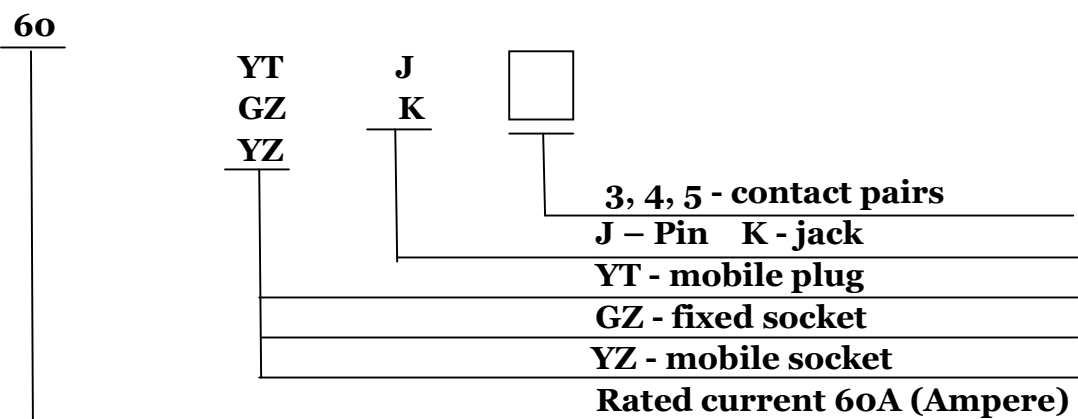 60
YT J
GZ K
YZ
3, 4, 5 - contact pairs
J – Pin K - jack
YT - mobile plug
GZ - fixed socket
YZ - mobile socket
Rated current 60A (Ampere)